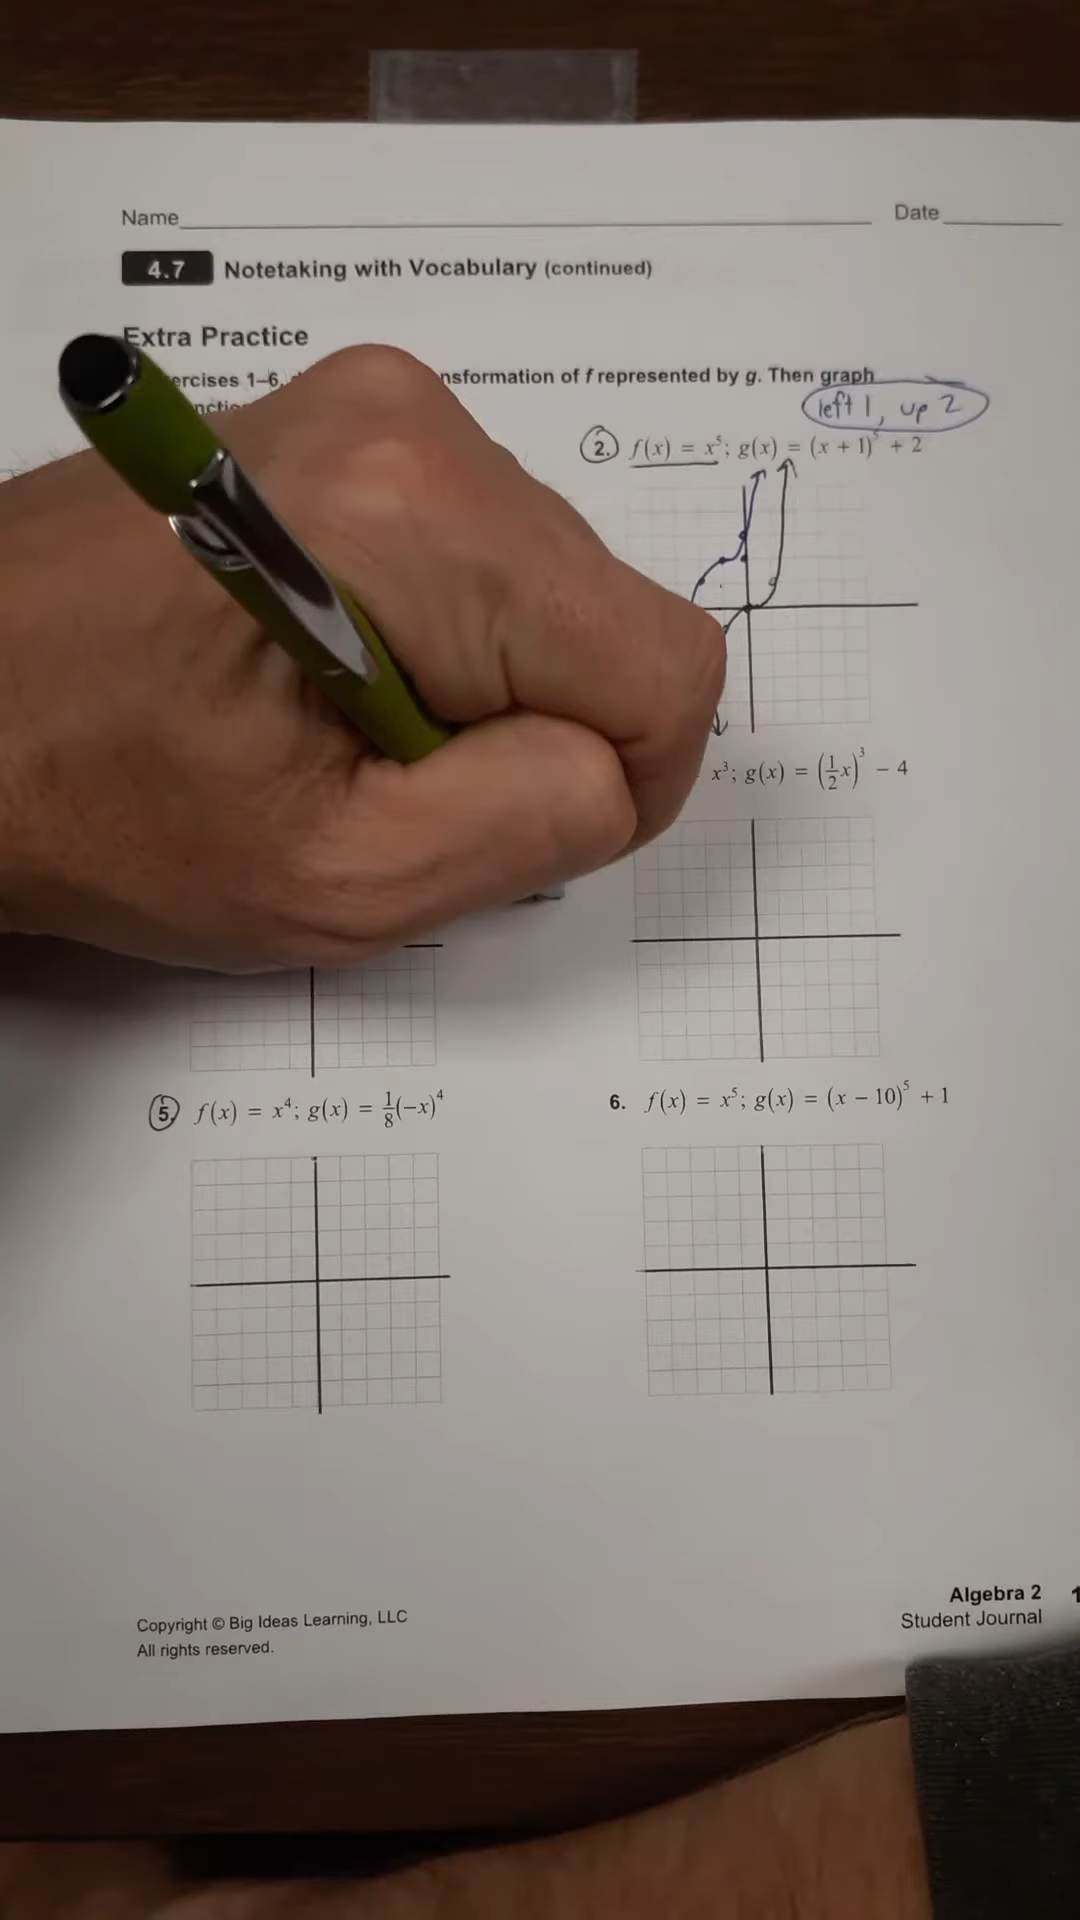 Name Date
4.7 Notetaking with Vocabulary (continued)
Extra Practice
ercises 1–6, nsformation of f represented by g. Then graph
left 1, up 2
2. f(x) = x⁵; g(x) = (x + 1)⁵ + 2
x³; g(x) = (1/2 x)³ − 4
5. f(x) = x⁴; g(x) = 1/8(−x)⁴
6. f(x) = x⁵; g(x) = (x − 10)⁵ + 1
Copyright © Big Ideas Learning, LLC
All rights reserved.
Algebra 2
Student Journal